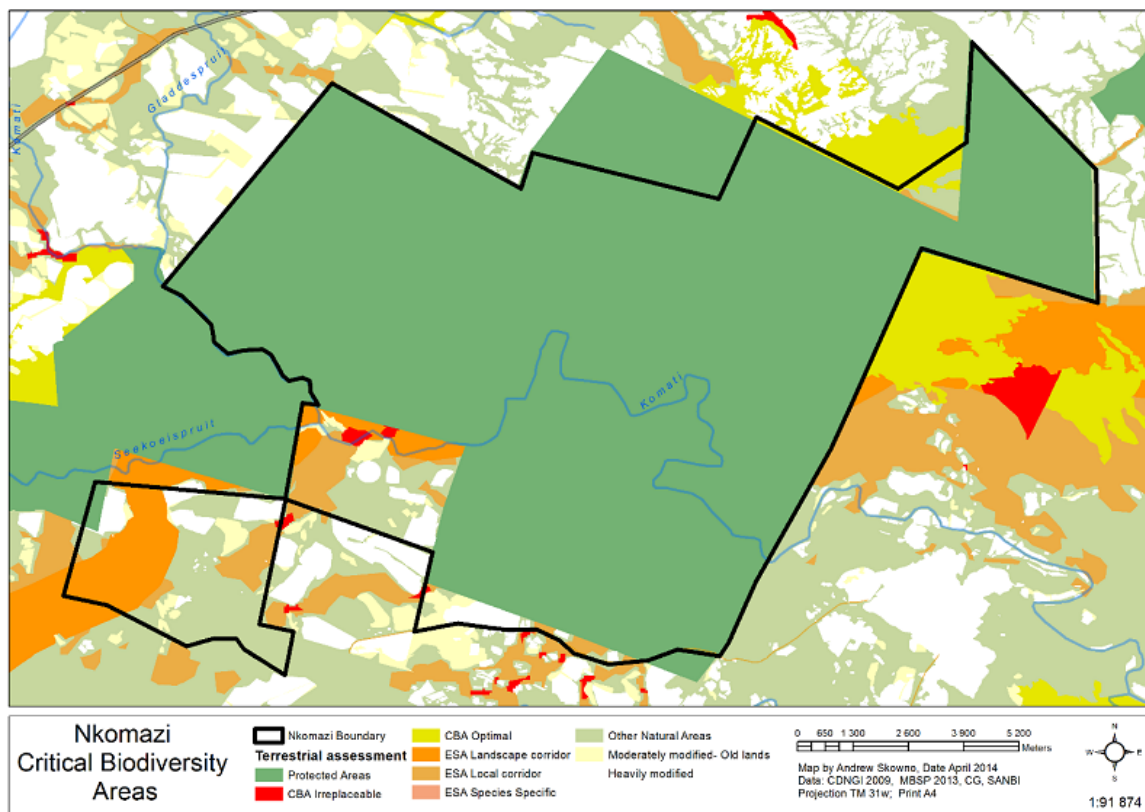 Gladdespruit
Komati
Komati
Seekoeispruit
Nkomazi
Critical Biodiversity
Areas
Nkomazi Boundary
Terrestrial assessment
Protected Areas
CBA Irreplaceable
CBA Optimal
ESA Landscape corridor
ESA Local corridor
ESA Species Specific
Other Natural Areas
Moderately modified- Old lands
Heavily modified
0 650 1 300 2 600 3 900 5 200
Meters
Map by Andrew Skowno, Date April 2014
Data: CDNGI 2009, MBSP 2013, CG, SANBI
Projection TM 31w; Print A4
N
W E
S
1:91 874